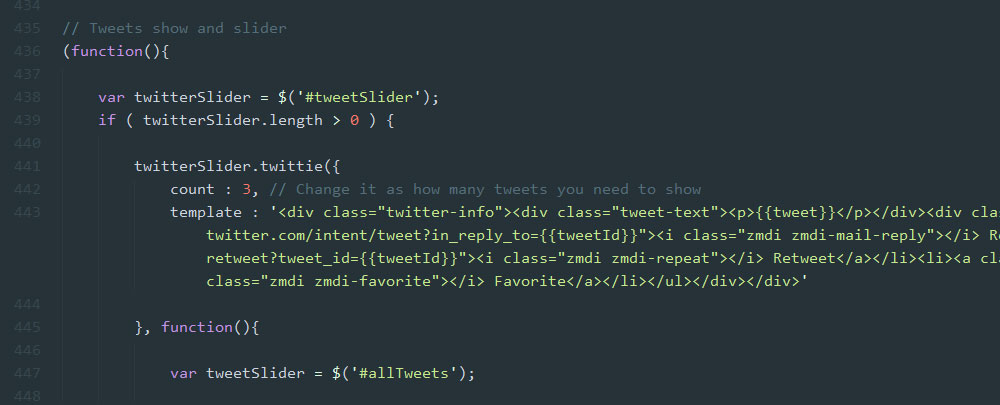 434
435 // Tweets show and slider
436 (function(){
437
438 var twitterSlider = $('#tweetSlider');
439 if ( twitterSlider.length > 0 ) {
440
441 twitterSlider.twittie({
442 count : 3, // Change it as how many tweets you need to show
443 template : '<div class="twitter-info"><div class="tweet-text"><p>{{tweet}}</p></div><div clas
twitter.com/intent/tweet?in_reply_to={{tweetId}}"><i class="zmdi zmdi-mail-reply"></i> Re
retweet?tweet_id={{tweetId}}"><i class="zmdi zmdi-repeat"></i> Retweet</a></li><li><a cla
class="zmdi zmdi-favorite"></i> Favorite</a></li></ul></div></div>'
444
445 }, function(){
446
447 var tweetSlider = $('#allTweets');
448